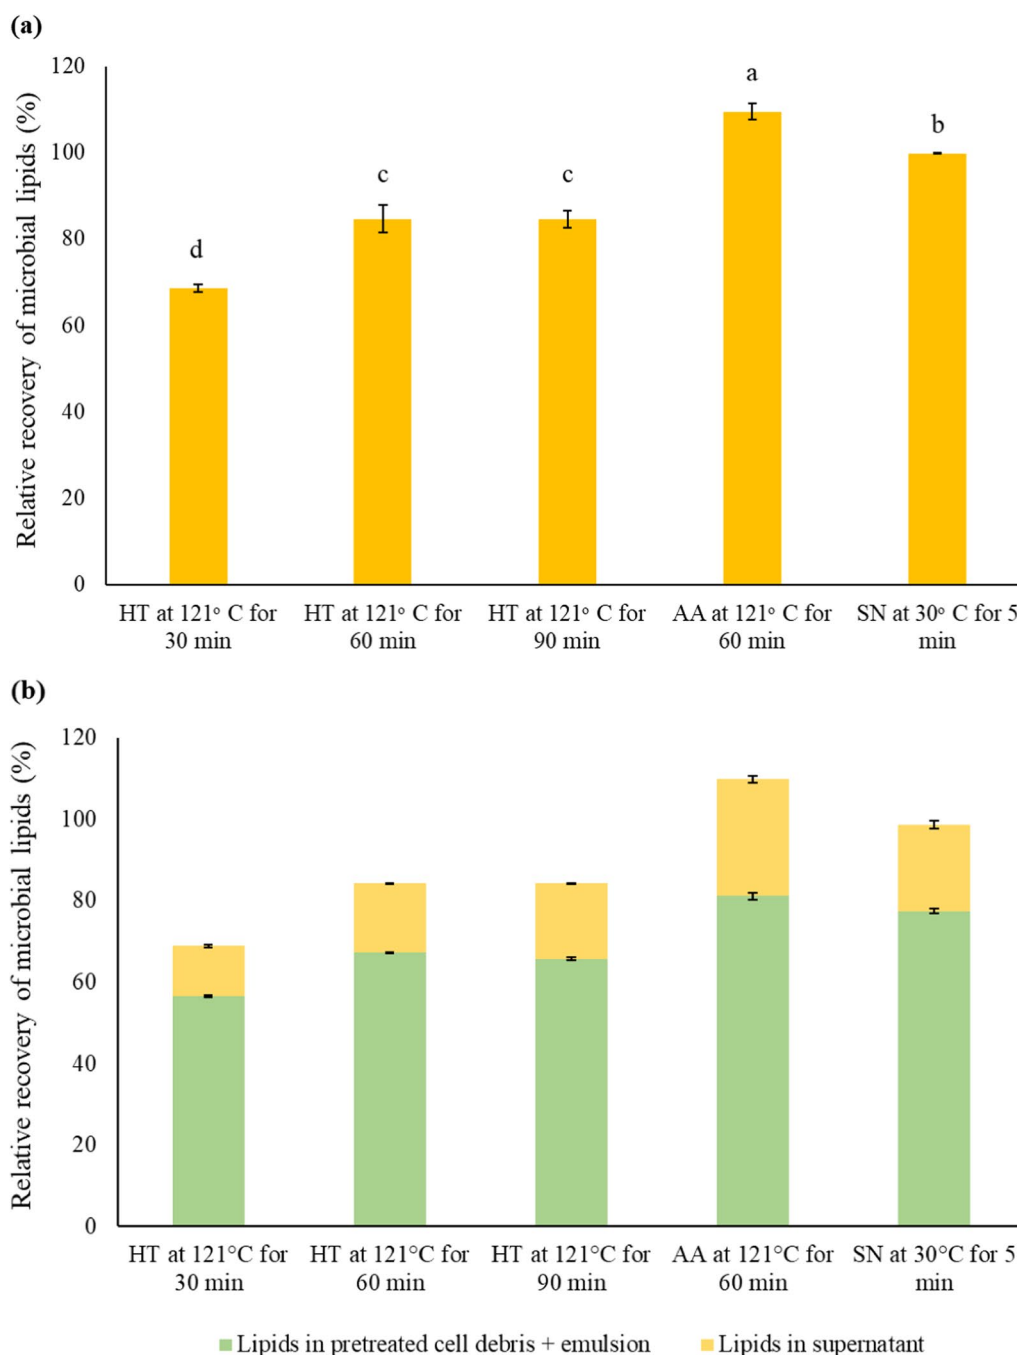 (a)
Relative recovery of microbial lipids (%)
120
100
80
60
40
20
0
d
c
c
a
b
HT at 121° C for
30 min
HT at 121° C for
60 min
HT at 121° C for
90 min
AA at 121° C for
60 min
SN at 30° C for 5
min
(b)
Relative recovery of microbial lipids (%)
120
100
80
60
40
20
0
HT at 121°C for
30 min
HT at 121°C for
60 min
HT at 121°C for
90 min
AA at 121°C for
60 min
SN at 30°C for 5
min
Lipids in pretreated cell debris + emulsion
Lipids in supernatant